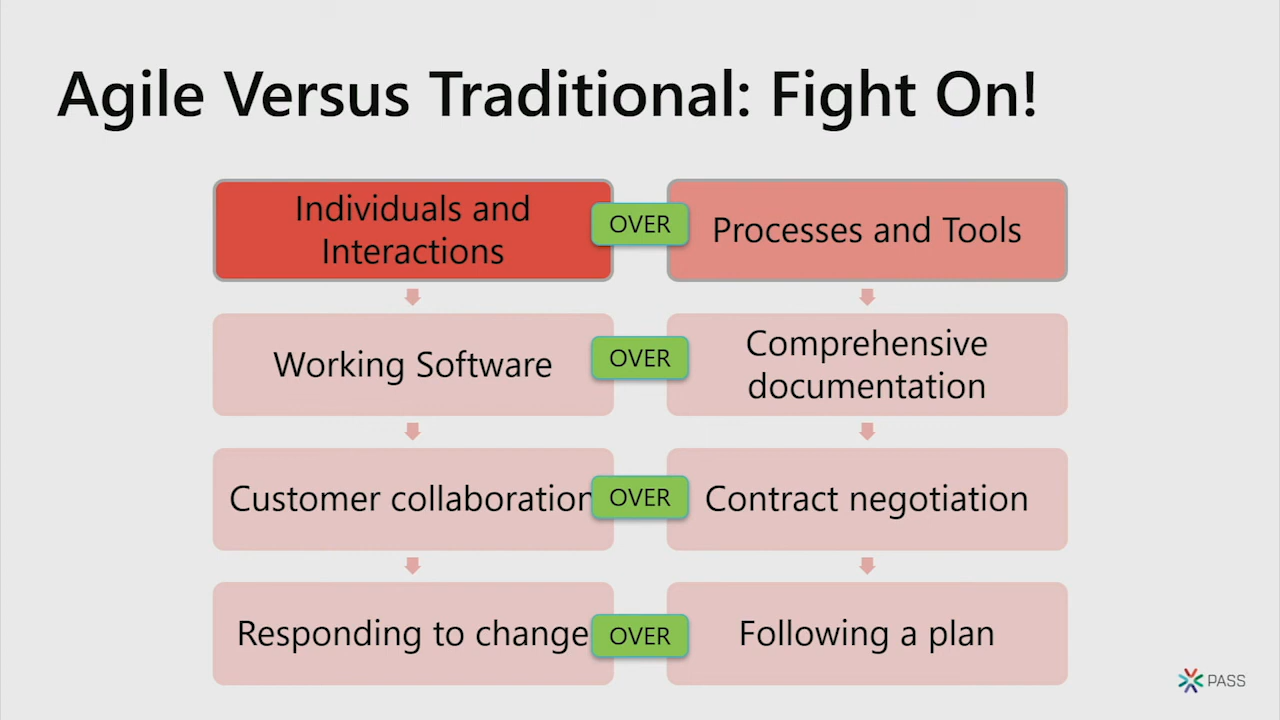 Agile Versus Traditional: Fight On!
Individuals and
Interactions
OVER
Processes and Tools
Working Software
OVER
Comprehensive
documentation
Customer collaboration
OVER
Contract negotiation
Responding to change
OVER
Following a plan
PASS